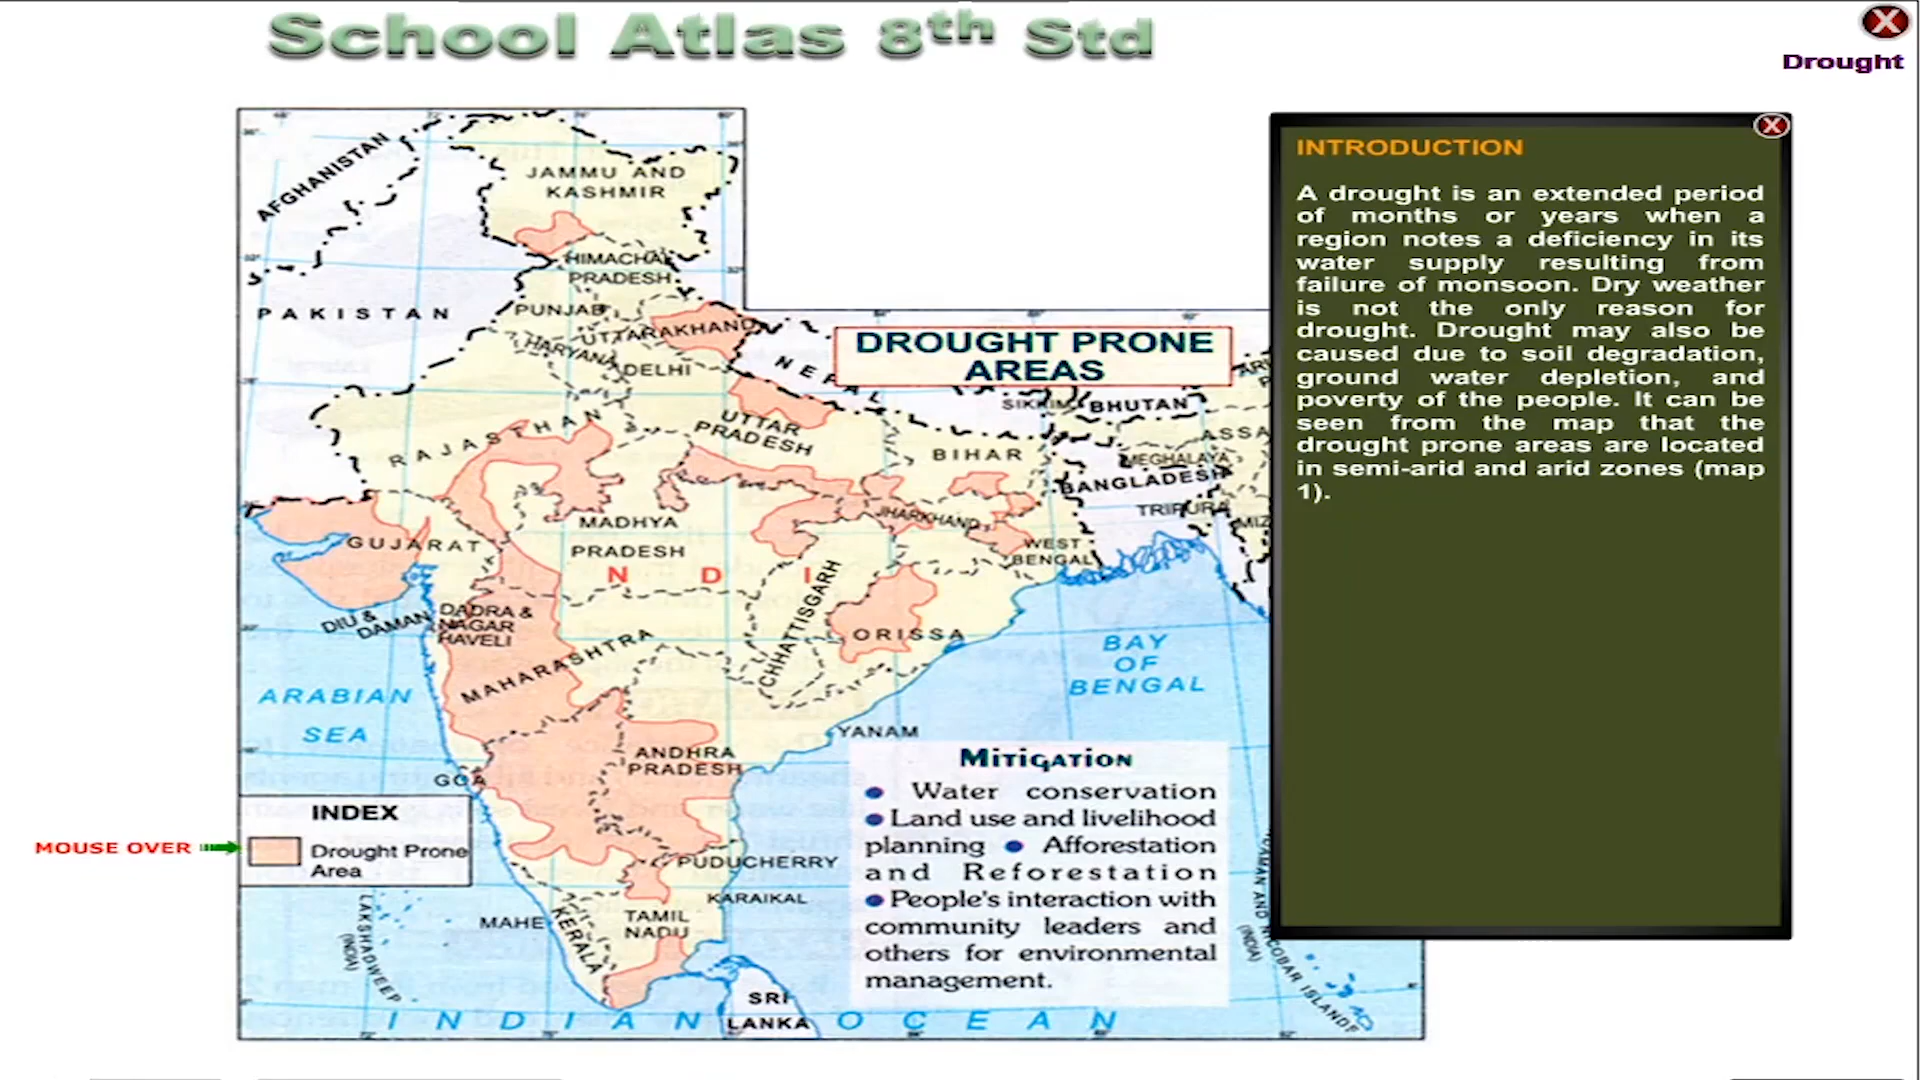 School Atlas 8th Std
Drought
AFGHANISTAN
JAMMU AND
KASHMIR
HIMACHAL
PRADESH
PAKISTAN
PUNJAB
UTTARAKHAND
HARYANA
DELHI
NEPAL
DROUGHT PRONE
AREAS
SIKKIM
BHUTAN
RAJASTHAN
UTTAR
PRADESH
BIHAR
ASSA
MEGHALAYA
BANGLADESH
TRIPURA
MIZ
JHARKHAND
MADHYA
PRADESH
GUJARAT
WEST
BENGAL
N D I
CHHATTISGARH
DIU &
DAMAN
DADRA &
NAGAR
HAVELI
MAHARASHTRA
ORISSA
ARABIAN
SEA
BAY
OF
BENGAL
YANAM
ANDHRA
PRADESH
GOA
INDEX
MOUSE OVER
Drought Prone
Area
PUDUCHERRY
KARAIKAL
MAHE
KERALA
TAMIL
NADU
LAKSHADWEEP
(INDIA)
SRI
LANKA
INDIAN OCEAN
Mitigation
● Water conservation
● Land use and livelihood
planning ● Afforestation
and Reforestation
● People's interaction with
community leaders and
others for environmental
management.
(INDIA)
INTRODUCTION
A drought is an extended period
of months or years when a
region notes a deficiency in its
water supply resulting from
failure of monsoon. Dry weather
is not the only reason for
drought. Drought may also be
caused due to soil degradation,
ground water depletion, and
poverty of the people. It can be
seen from the map that the
drought prone areas are located
in semi-arid and arid zones (map
1).